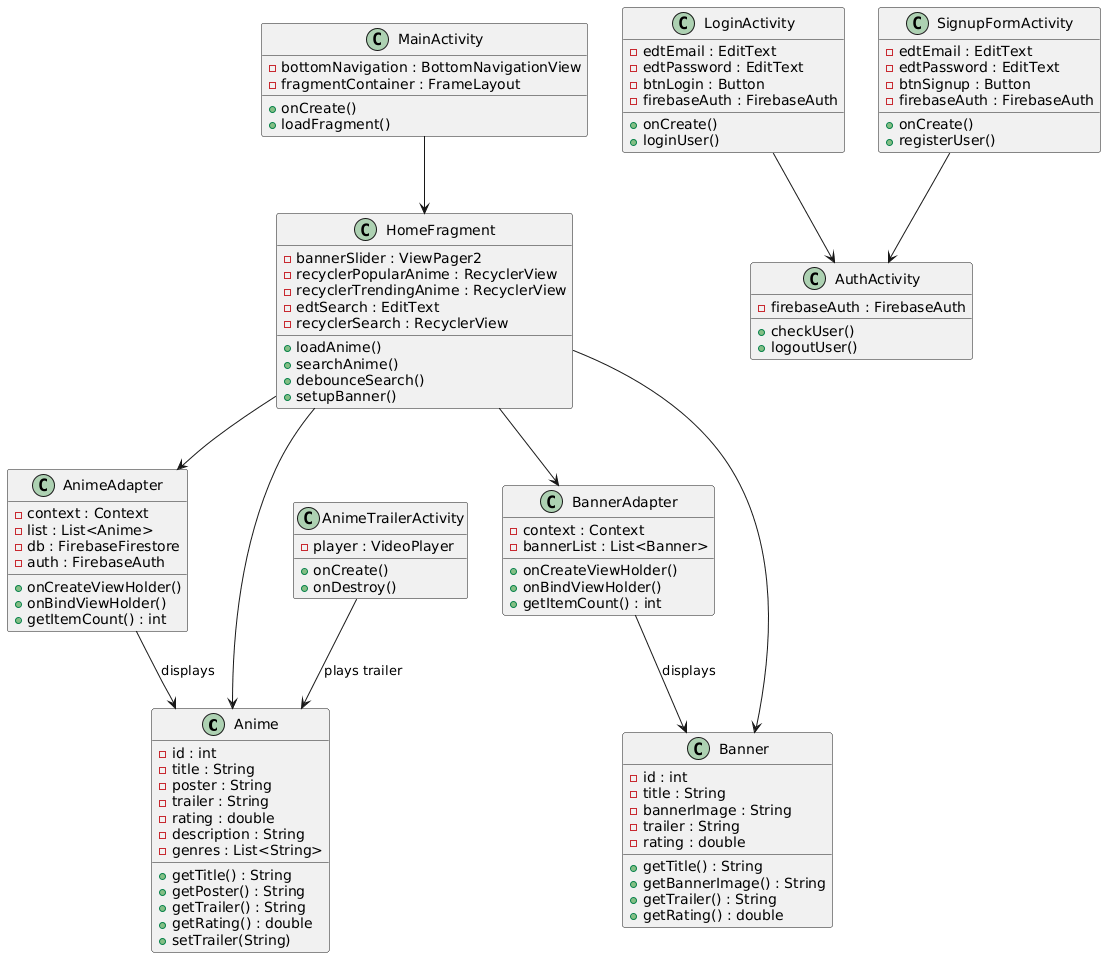 C MainActivity
bottomNavigation : BottomNavigationView
fragmentContainer : FrameLayout
onCreate()
loadFragment()
C LoginActivity
edtEmail : EditText
edtPassword : EditText
btnLogin : Button
firebaseAuth : FirebaseAuth
onCreate()
loginUser()
C SignupFormActivity
edtEmail : EditText
edtPassword : EditText
btnSignup : Button
firebaseAuth : FirebaseAuth
onCreate()
registerUser()
C HomeFragment
bannerSlider : ViewPager2
recyclerPopularAnime : RecyclerView
recyclerTrendingAnime : RecyclerView
edtSearch : EditText
recyclerSearch : RecyclerView
loadAnime()
searchAnime()
debounceSearch()
setupBanner()
C AuthActivity
firebaseAuth : FirebaseAuth
checkUser()
logoutUser()
C AnimeAdapter
context : Context
list : List<Anime>
db : FirebaseFirestore
auth : FirebaseAuth
onCreateViewHolder()
onBindViewHolder()
getItemCount() : int
C AnimeTrailerActivity
player : VideoPlayer
onCreate()
onDestroy()
C BannerAdapter
context : Context
bannerList : List<Banner>
onCreateViewHolder()
onBindViewHolder()
getItemCount() : int
displays
plays trailer
displays
C Anime
id : int
title : String
poster : String
trailer : String
rating : double
description : String
genres : List<String>
getTitle() : String
getPoster() : String
getTrailer() : String
getRating() : double
setTrailer(String)
C Banner
id : int
title : String
bannerImage : String
trailer : String
rating : double
getTitle() : String
getBannerImage() : String
getTrailer() : String
getRating() : double